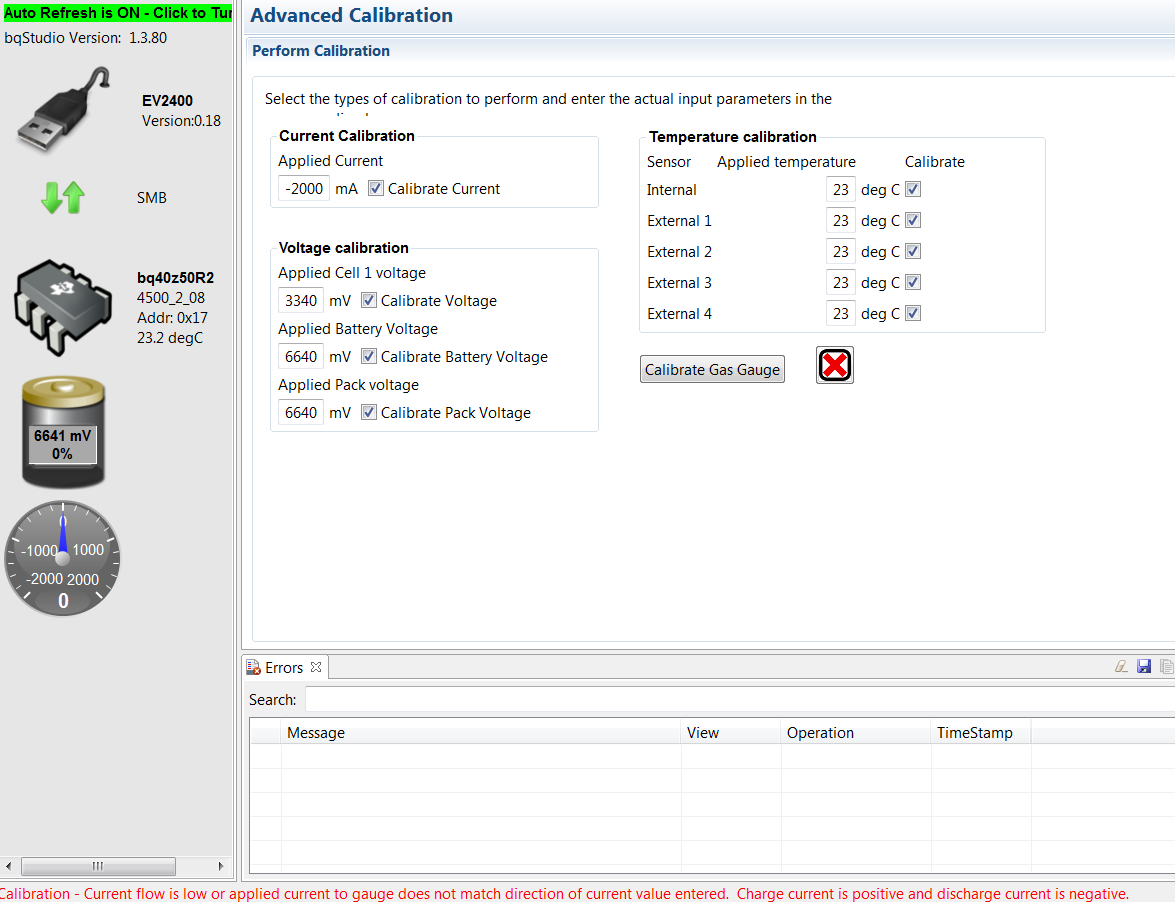 Auto Refresh is ON - Click to Tur
bqStudio Version: 1.3.80
EV2400
Version:0.18
SMB
bq40z50R2
4500_2_08
Addr: 0x17
23.2 degC
6641 mV
0%
0
-1000 1000
-2000 2000
0
Advanced Calibration
Perform Calibration
Select the types of calibration to perform and enter the actual input parameters in the
Current Calibration
Applied Current
-2000 mA Calibrate Current
Voltage calibration
Applied Cell 1 voltage
3340 mV Calibrate Voltage
Applied Battery Voltage
6640 mV Calibrate Battery Voltage
Applied Pack voltage
6640 mV Calibrate Pack Voltage
Temperature calibration
Sensor Applied temperature Calibrate
Internal 23 deg C
External 1 23 deg C
External 2 23 deg C
External 3 23 deg C
External 4 23 deg C
Calibrate Gas Gauge
Errors
Search:
Message View Operation TimeStamp
Calibration - Current flow is low or applied current to gauge does not match direction of current value entered. Charge current is positive and discharge current is negative.